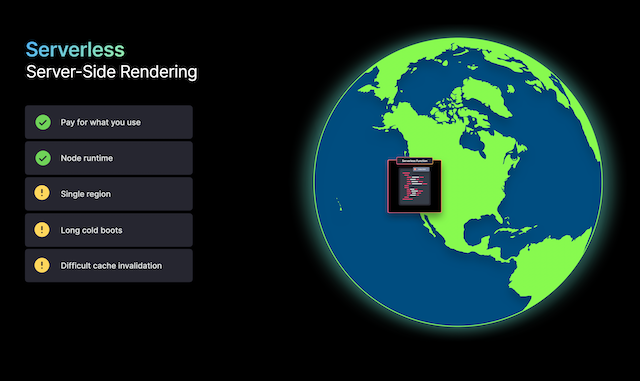 Serverless
Server-Side Rendering
Pay for what you use
Node runtime
Single region
Long cold boots
Difficult cache invalidation
Serverless Function